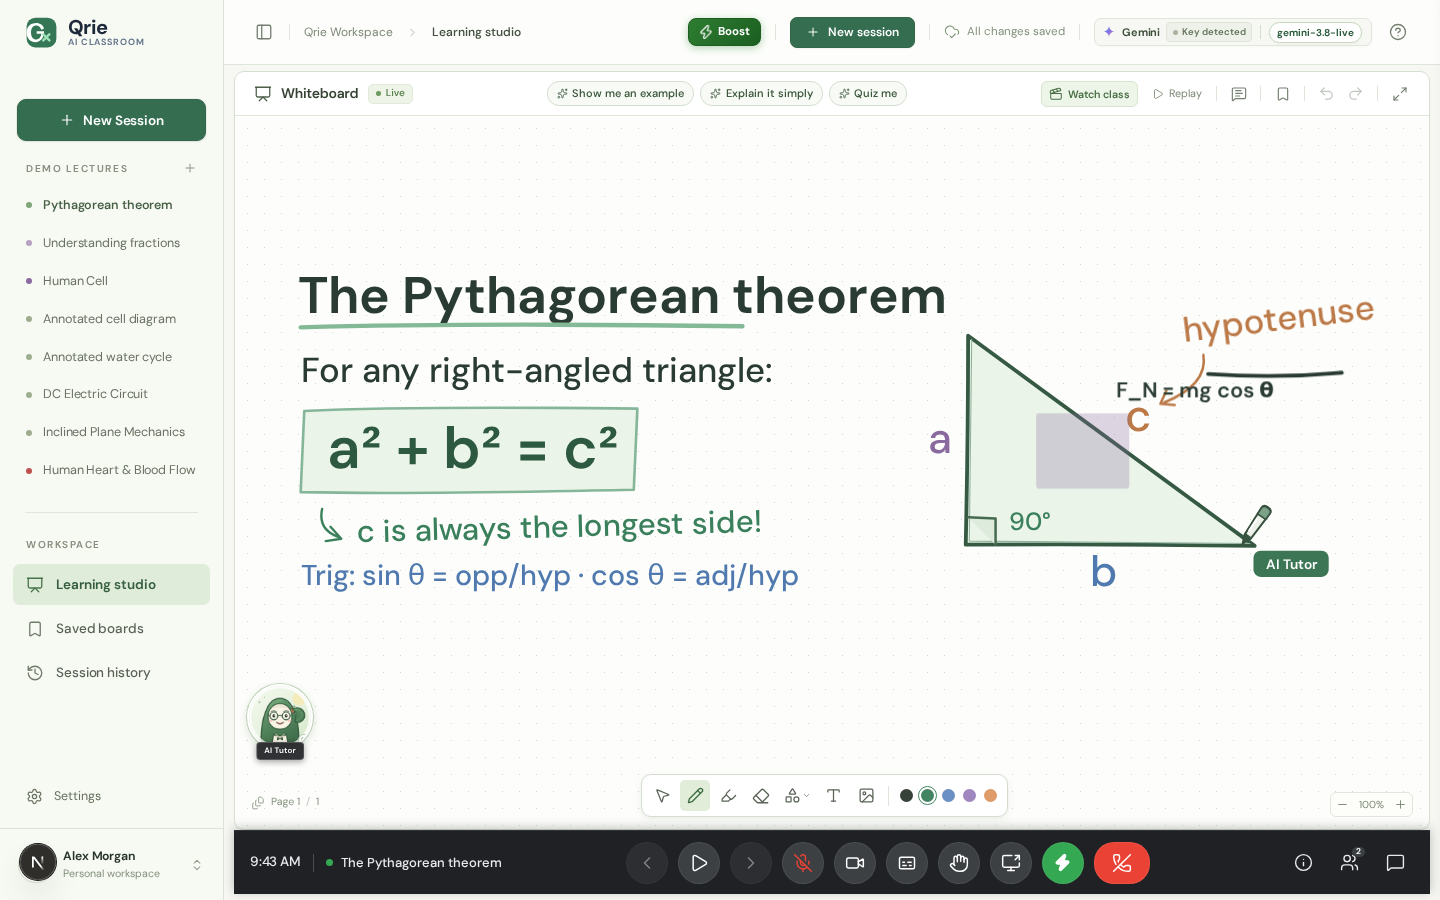 Qrie
AI CLASSROOM
New Session
DEMO LECTURES
Pythagorean theorem
Understanding fractions
Human Cell
Annotated cell diagram
Annotated water cycle
DC Electric Circuit
Inclined Plane Mechanics
Human Heart & Blood Flow
WORKSPACE
Learning studio
Saved boards
Session history
Settings
N
Alex Morgan
Personal workspace
Qrie Workspace
Learning studio
Boost
New session
All changes saved
Gemini
Key detected
gemini-3.8-live
Whiteboard
Live
Show me an example
Explain it simply
Quiz me
Watch class
Replay
The Pythagorean theorem
For any right-angled triangle:
a² + b² = c²
c is always the longest side!
Trig: sin θ = opp/hyp · cos θ = adj/hyp
hypotenuse
F_N = mg cos θ
c
a
90°
b
AI Tutor
AI Tutor
Page 1 / 1
100%
9:43 AM
The Pythagorean theorem
2